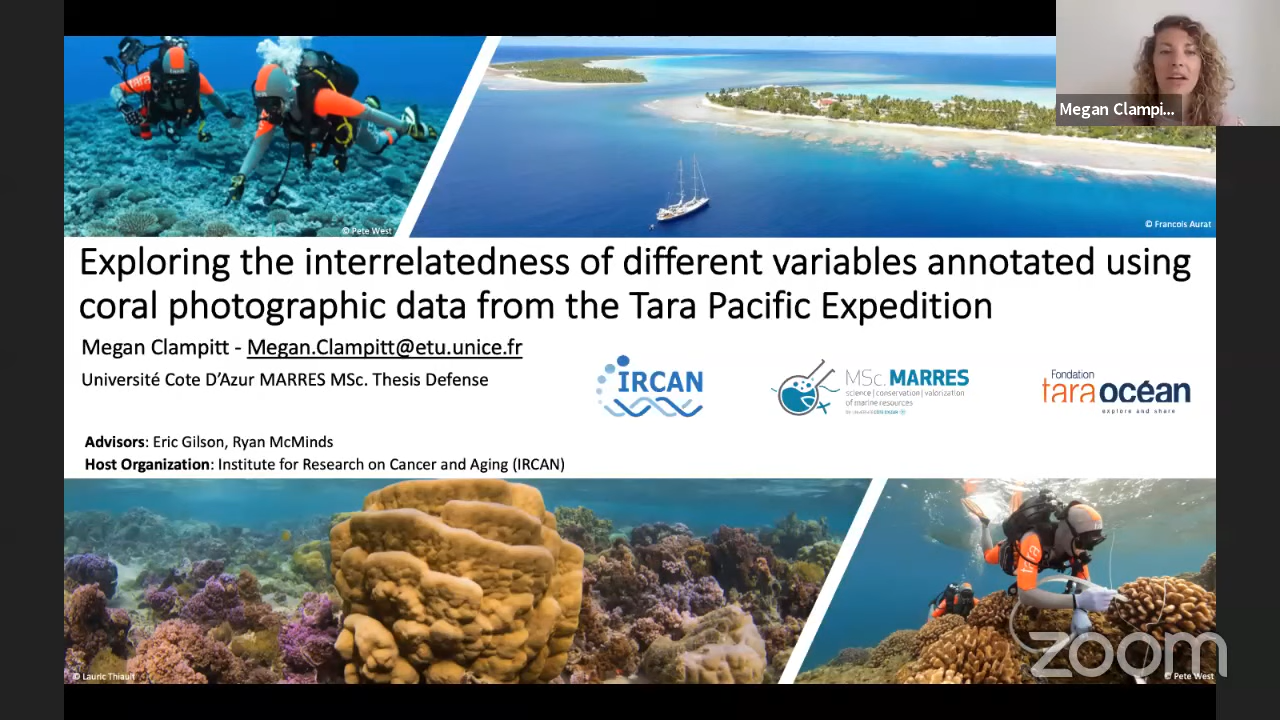 Megan Clampi...
© Pete West
© Francois Aurat
Exploring the interrelatedness of different variables annotated using
coral photographic data from the Tara Pacific Expedition
Megan Clampitt - Megan.Clampitt@etu.unice.fr
Université Cote D'Azur MARRES MSc. Thesis Defense
IRCAN
MSc. MARRES
science | conservation | valorization
of marine resources
Fondation
tara océan
explore and share
Advisors: Eric Gilson, Ryan McMinds
Host Organization: Institute for Research on Cancer and Aging (IRCAN)
tara
zoom
© Lauric Thiault
© Pete West